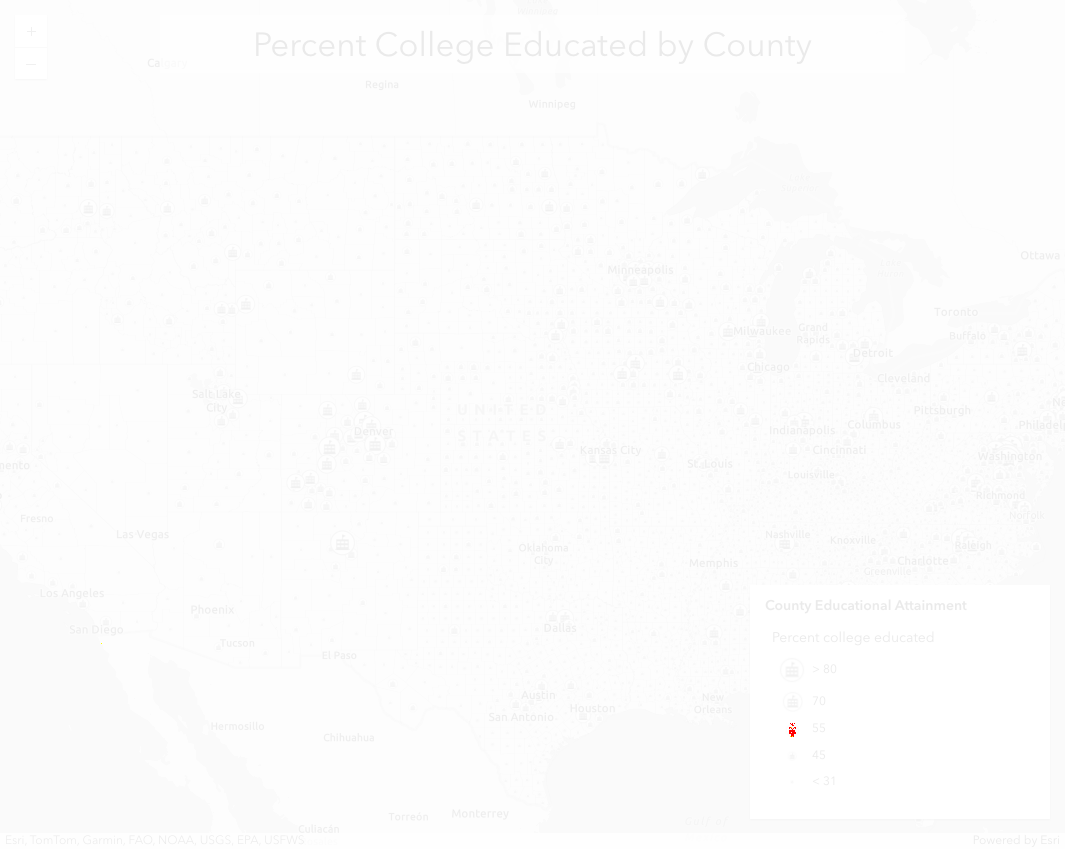 +
Percent College Educated by County
−
Regina
Winnipeg
Ottawa
Minneapolis
Toronto
Milwaukee
Grand
Rapids
Buffalo
Detroit
Chicago
Cleveland
Salt Lake
City
UNITED
STATES
Denver
Pittsburgh
Columbus
Indianapolis
Kansas City
Cincinnati
Washington
St. Louis
Louisville
Richmond
Norfolk
Fresno
Las Vegas
Nashville
Knoxville
Raleigh
Oklahoma
City
Memphis
Charlotte
Greenville
Los Angeles
Phoenix
San Diego
Dallas
Tucson
El Paso
Austin
San Antonio
Houston
New
Orleans
Hermosillo
Chihuahua
Torreón
Monterrey
Culiacán
County Educational Attainment
Percent college educated
> 80
70
55
45
< 31
Esri, TomTom, Garmin, FAO, NOAA, USGS, EPA, USFWS
Powered by Esri